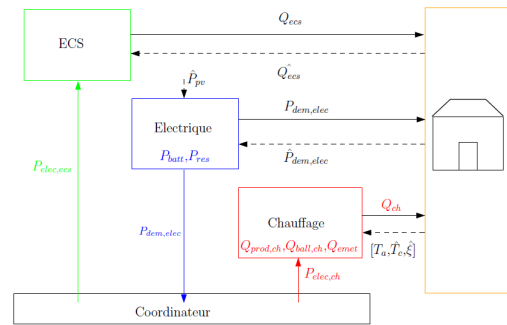 Q_ecs
ECS
Q̂_ecs
P̂_pv
P_dem,elec
Electrique
P̂_dem,elec
P_batt,P_res
P_elec,ecs
Q_ch
Chauffage
P_dem,elec
Q_prod,ch,Q_ball,ch,Q_emet
[T_a,T̂_c,ξ̂]
P_elec,ch
Coordinateur